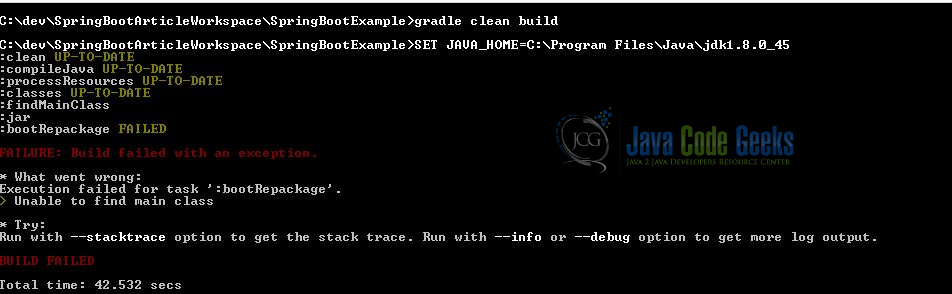 C:\dev\SpringBootArticleWorkspace\SpringBootExample>gradle clean build
C:\dev\SpringBootArticleWorkspace\SpringBootExample>SET JAVA_HOME=C:\Program Files\Java\jdk1.8.0_45
:clean UP-TO-DATE
:compileJava UP-TO-DATE
:processResources UP-TO-DATE
:classes UP-TO-DATE
:findMainClass
:jar
:bootRepackage FAILED
JCG
Java Code Geeks
JAVA 2 JAVA DEVELOPERS RESOURCE CENTER
FAILURE: Build failed with an exception.
* What went wrong:
Execution failed for task ':bootRepackage'.
> Unable to find main class
* Try:
Run with --stacktrace option to get the stack trace. Run with --info or --debug option to get more log output.
BUILD FAILED
Total time: 42.532 secs